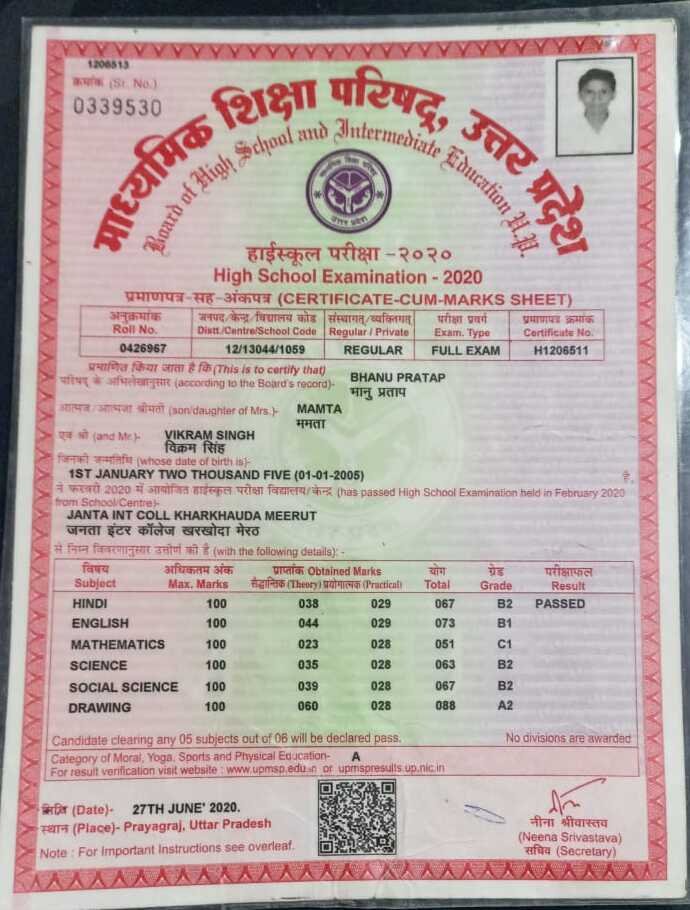 1206513
क्रमांक (Sr. No.)
0339530
माध्यमिक शिक्षा परिषद्, उत्तर प्रदेश
Board of High School and Intermediate Education U.P.
उत्तर प्रदेश
हाईस्कूल परीक्षा -२०२०
High School Examination - 2020
प्रमाणपत्र-सह-अंकपत्र (CERTIFICATE-CUM-MARKS SHEET)
अनुक्रमांक जनपद/केन्द्र/विद्यालय कोड संस्थागत/व्यक्तिगत परीक्षा प्रवर्ग प्रमाणपत्र क्रमांक
Roll No. Distt./Centre/School Code Regular / Private Exam. Type Certificate No.
0426967 12/13044/1059 REGULAR FULL EXAM H1206511
प्रमाणित किया जाता है कि (This is to certify that)
परिषद् के अभिलेखानुसार (according to the Board's record)- BHANU PRATAP
भानु प्रताप
आत्मज/आत्मजा श्रीमती (son/daughter of Mrs.)- MAMTA
ममता
एवं श्री (and Mr.)- VIKRAM SINGH
विक्रम सिंह
जिनकी जन्मतिथि (whose date of birth is)-
1ST JANUARY TWO THOUSAND FIVE (01-01-2005) है,
ने फरवरी 2020 में आयोजित हाईस्कूल परीक्षा विद्यालय/केन्द्र (has passed High School Examination held in February 2020
from School/Centre)-
JANTA INT COLL KHARKHAUDA MEERUT
जनता इंटर कॉलेज खरखोदा मेरठ
से निम्न विवरणानुसार उत्तीर्ण की है (with the following details): -
विषय अधिकतम अंक प्राप्तांक Obtained Marks योग ग्रेड परीक्षाफल
Subject Max. Marks सैद्धान्तिक (Theory) प्रयोगात्मक (Practical) Total Grade Result
HINDI 100 038 029 067 B2 PASSED
ENGLISH 100 044 029 073 B1
MATHEMATICS 100 023 028 051 C1
SCIENCE 100 035 028 063 B2
SOCIAL SCIENCE 100 039 028 067 B2
DRAWING 100 060 028 088 A2
Candidate clearing any 05 subjects out of 06 will be declared pass. No divisions are awarded
Category of Moral, Yoga, Sports and Physical Education- A
For result verification visit website : www.upmsp.edu.in or upmspresults.up.nic.in
तिथि (Date)- 27TH JUNE' 2020.
स्थान (Place)- Prayagraj, Uttar Pradesh
Note : For Important Instructions see overleaf.
नीना श्रीवास्तव
(Neena Srivastava)
सचिव (Secretary)